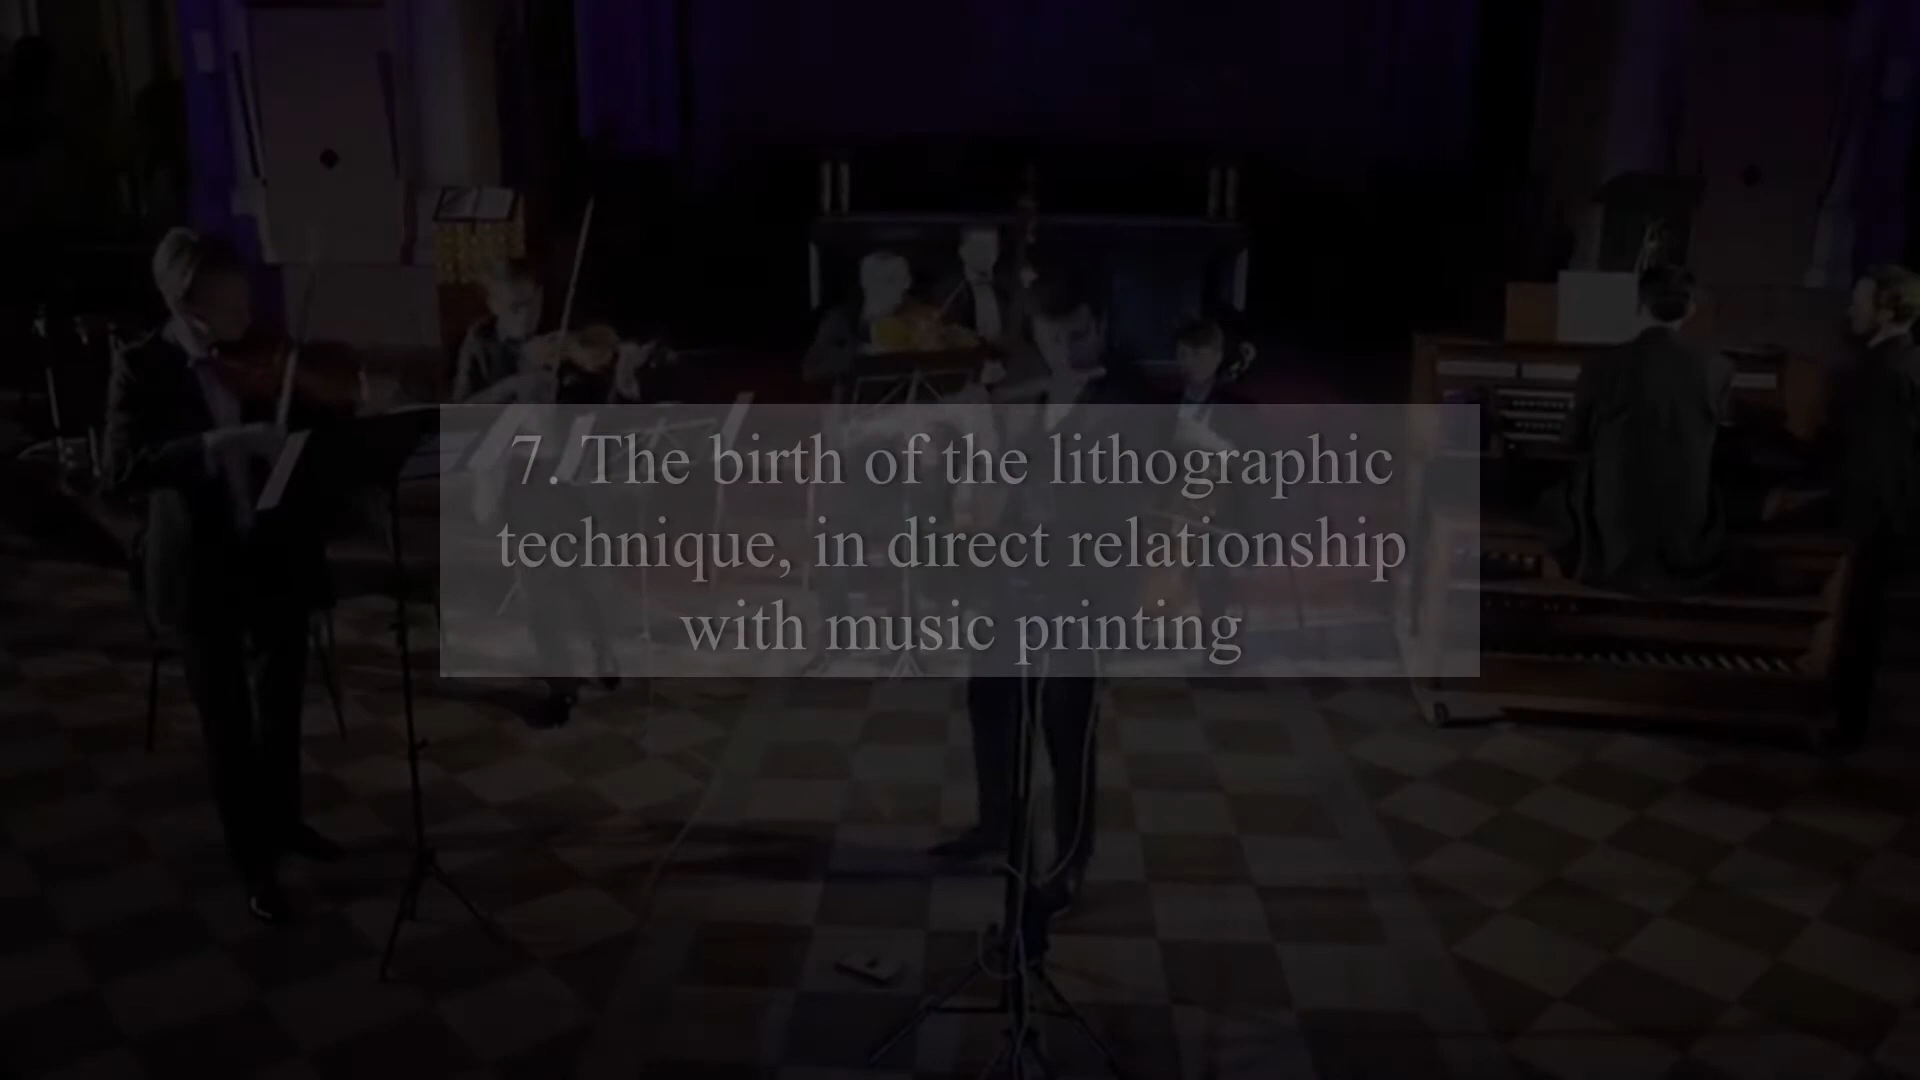 7. The birth of the lithographic
technique, in direct relationship
with music printing